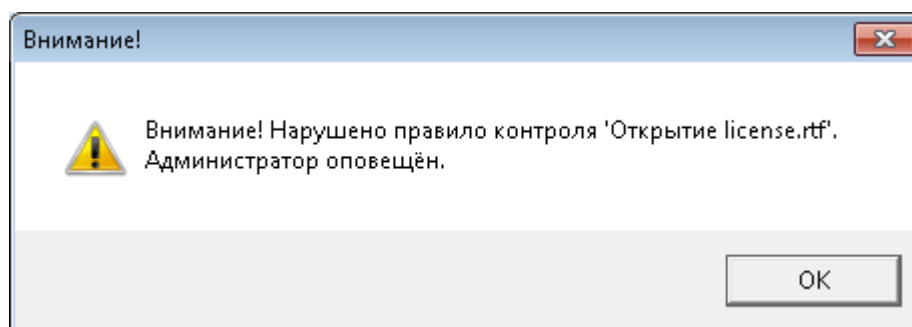 Внимание!
Внимание! Нарушено правило контроля 'Открытие license.rtf'.
Администратор оповещён.
OK